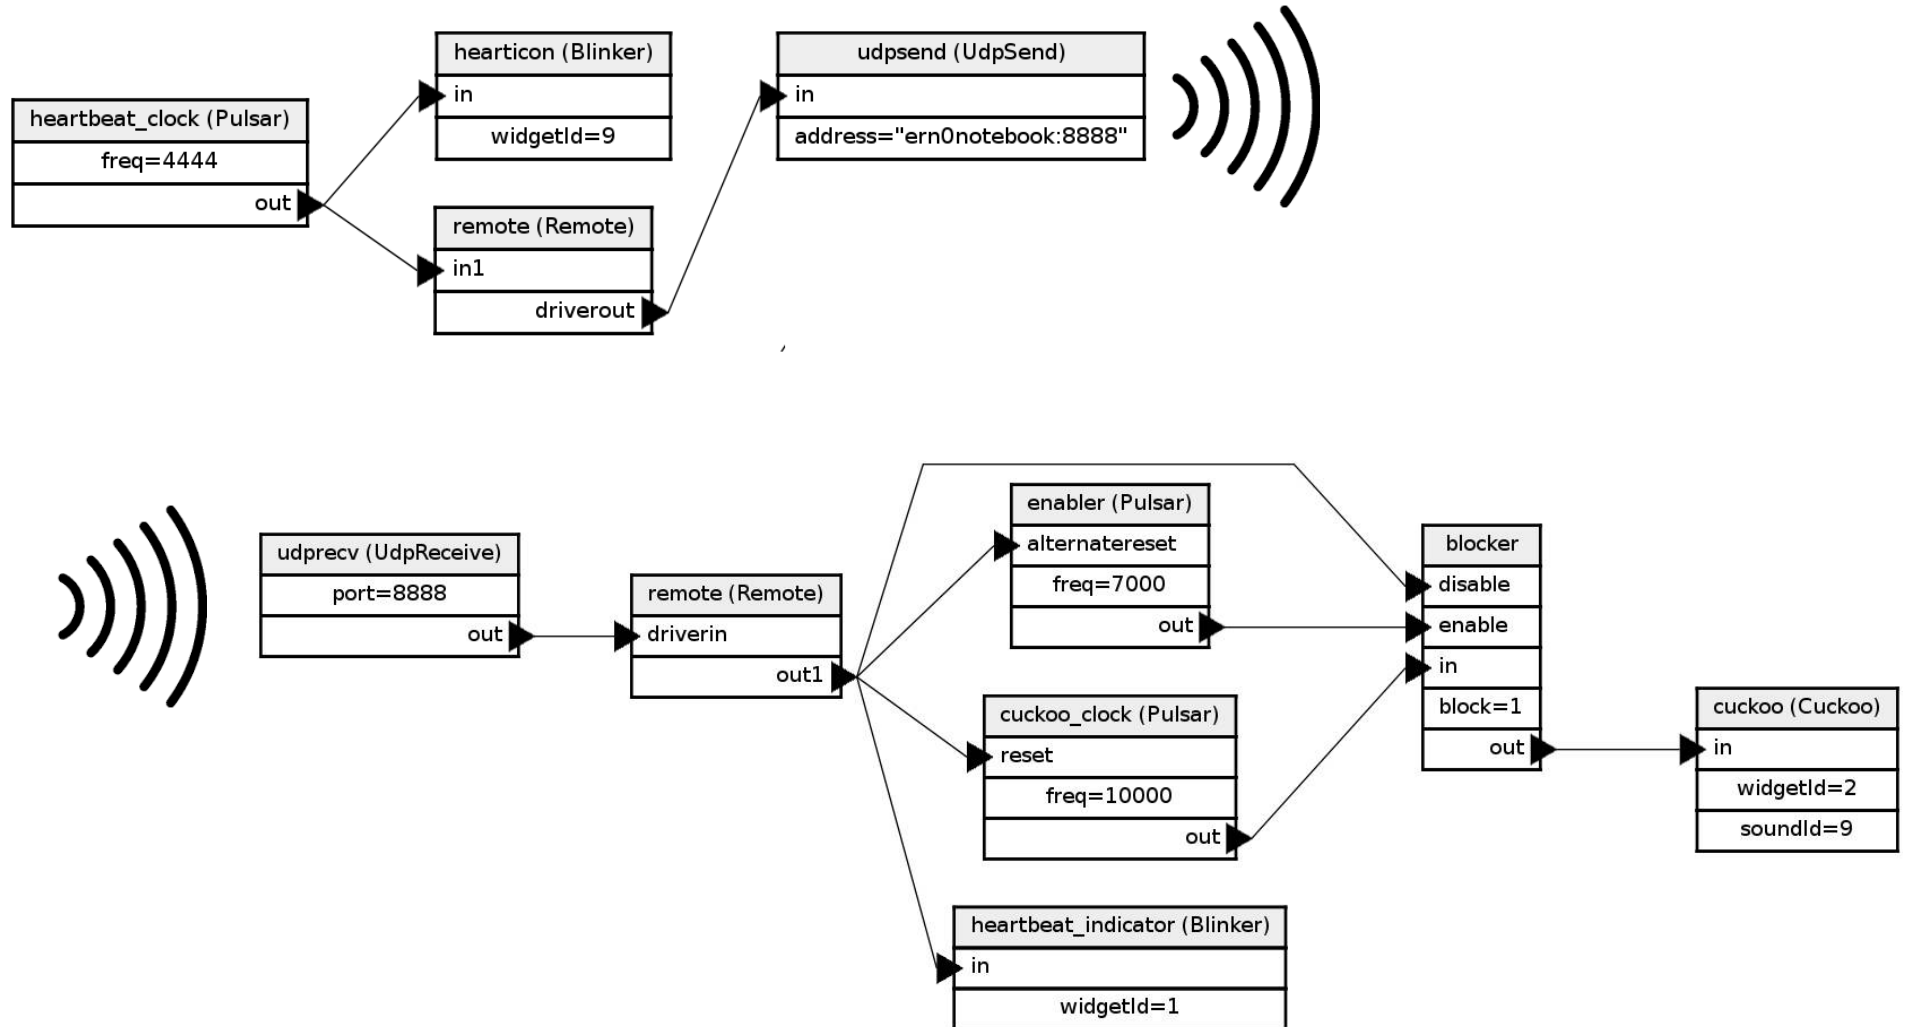 heartbeat_clock (Pulsar)
freq=4444
out
hearticon (Blinker)
in
widgetId=9
remote (Remote)
in1
driverout
udpsend (UdpSend)
in
address="ern0notebook:8888"
udprecv (UdpReceive)
port=8888
out
remote (Remote)
driverin
out1
enabler (Pulsar)
alternatereset
freq=7000
out
cuckoo_clock (Pulsar)
reset
freq=10000
out
heartbeat_indicator (Blinker)
in
widgetId=1
blocker
disable
enable
in
block=1
out
cuckoo (Cuckoo)
in
widgetId=2
soundId=9